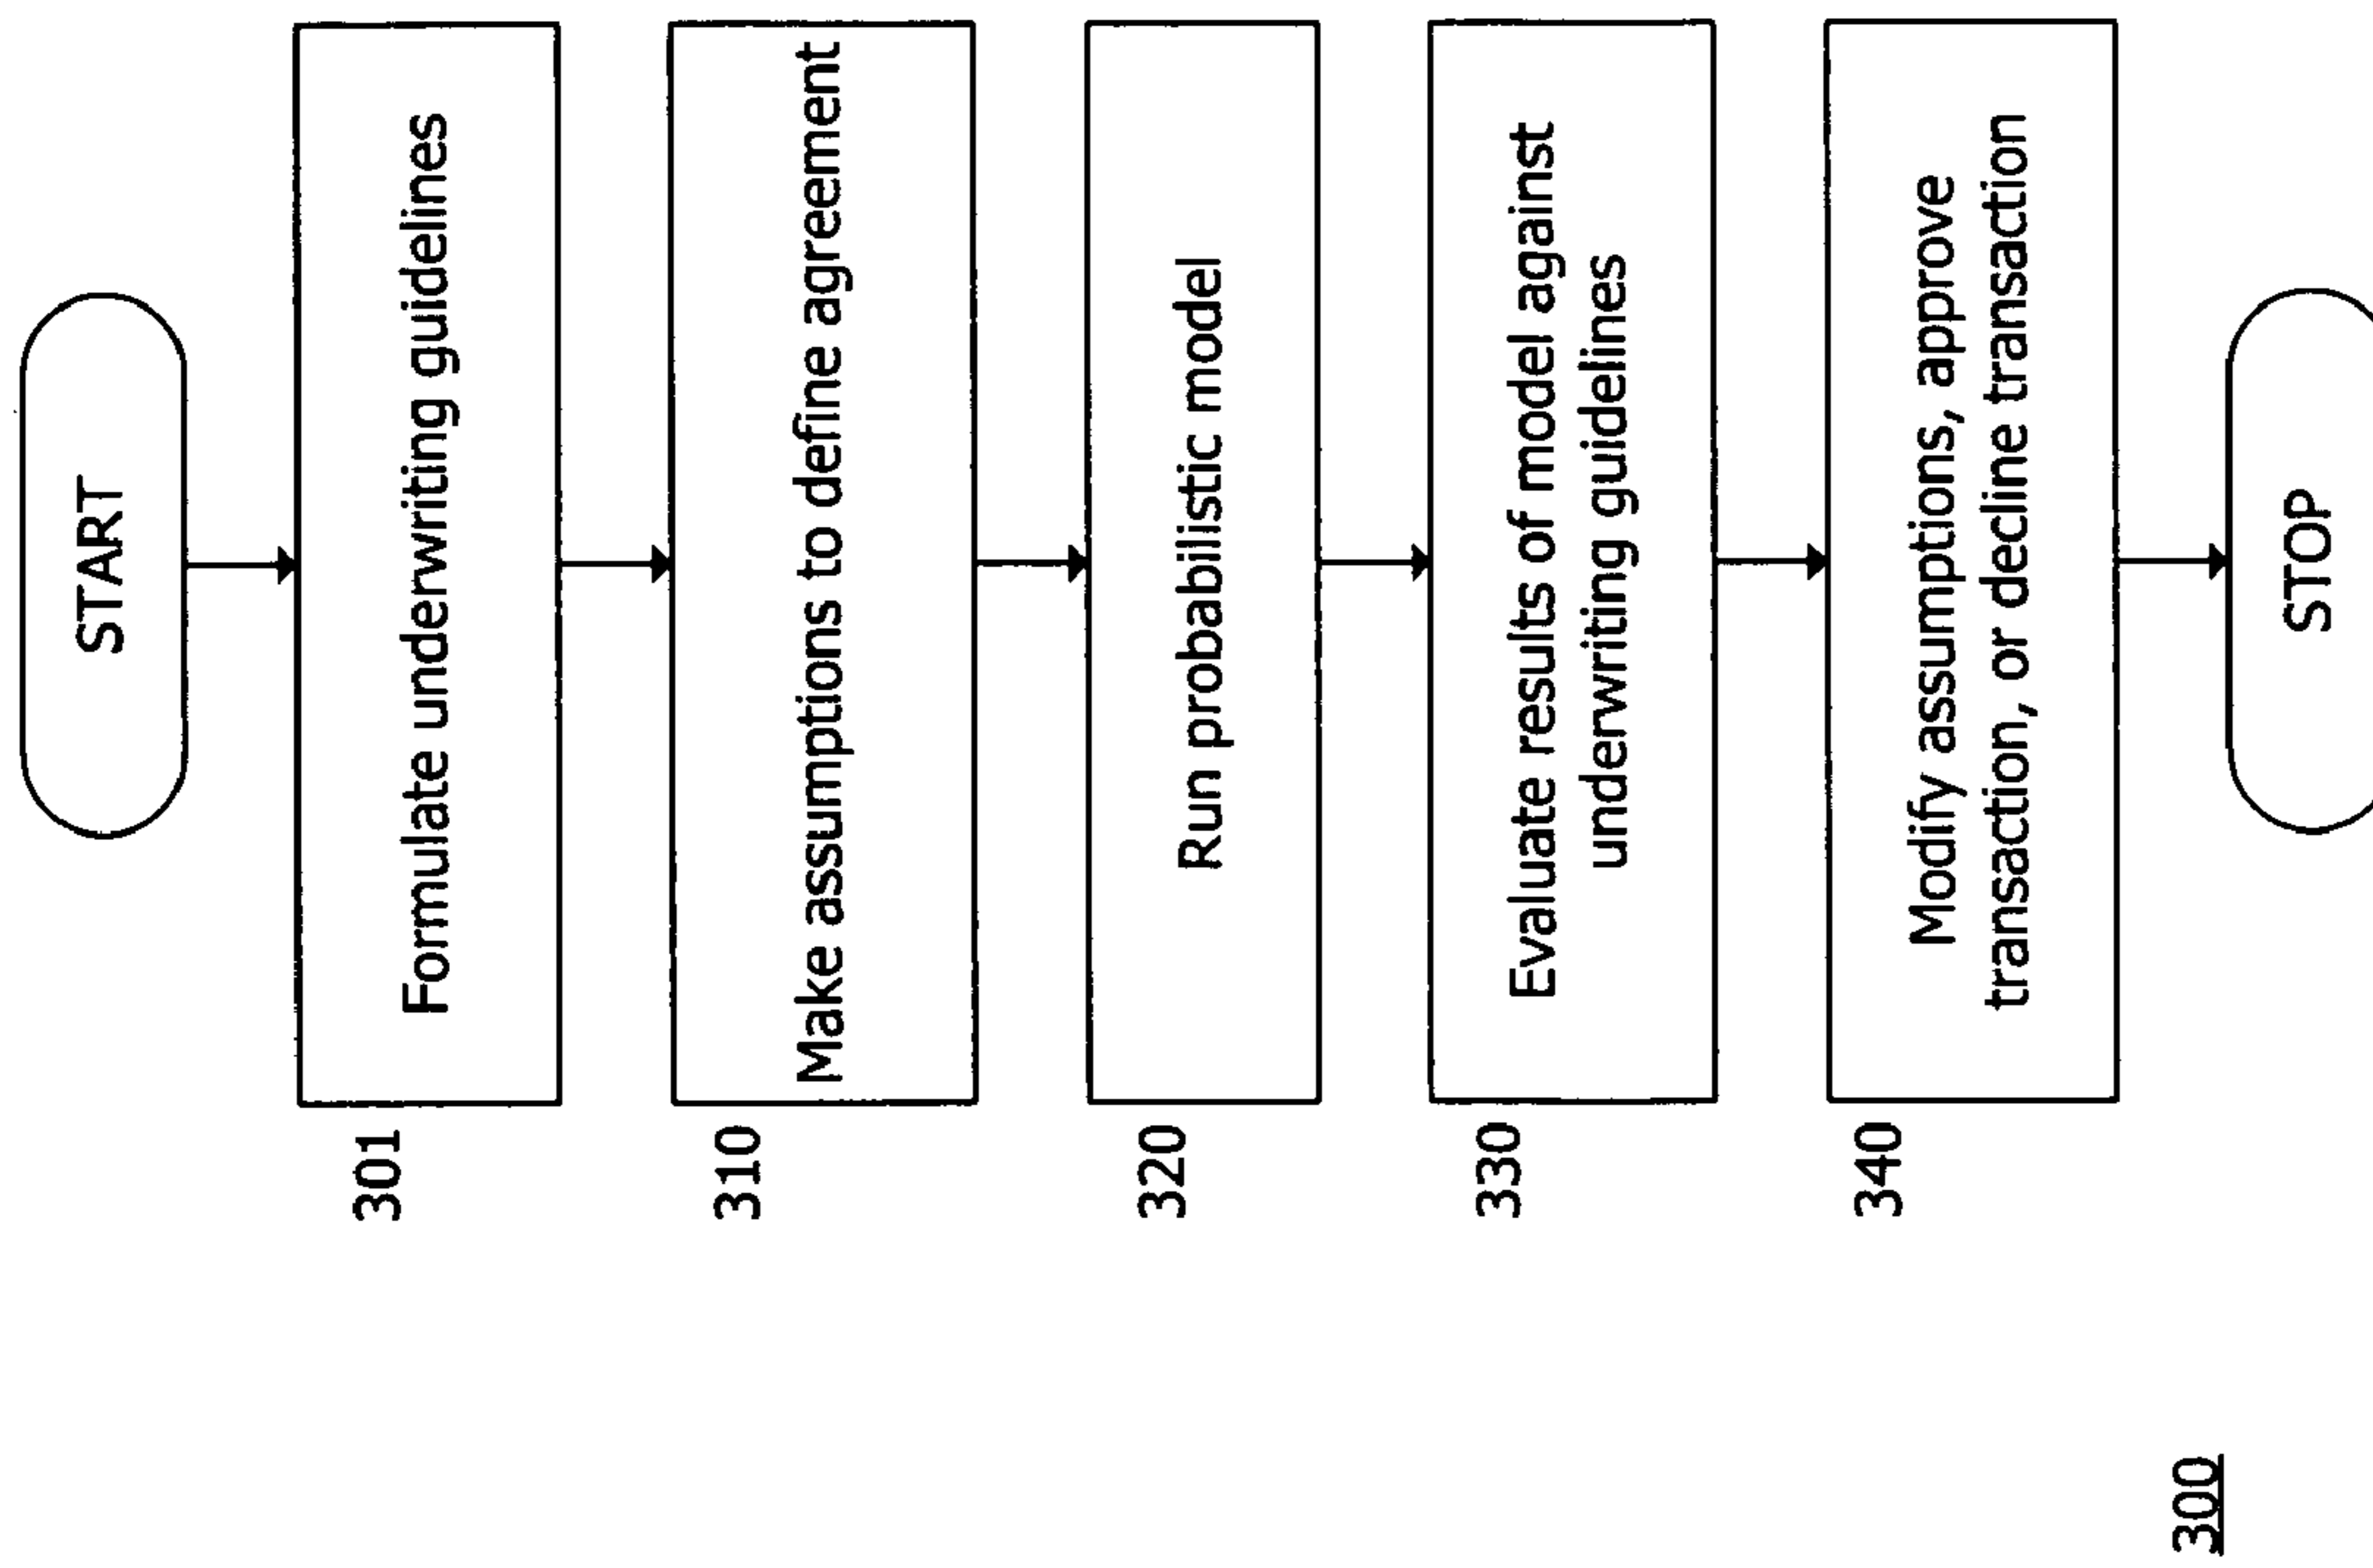 START
301
Formulate underwriting guidelines
310
Make assumptions to define agreement
320
Run probabilistic model
330
Evaluate results of model against
underwriting guidelines
340
Modify assumptions, approve
transaction, or decline transaction
STOP
300